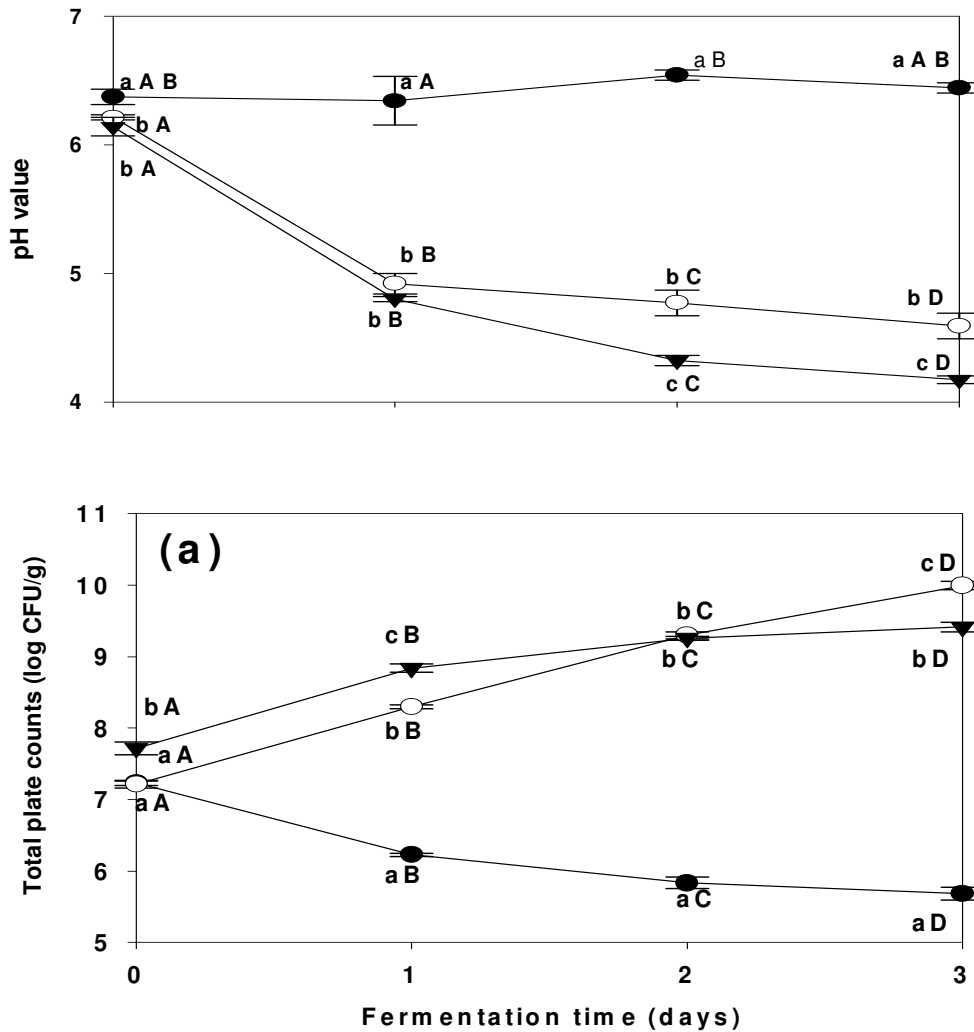 7
a A B
a A
a B
a A B
6
b A
b A
pH value
5
b B
b C
b D
b B
c C
c D
4
11
(a)
10
c D
b C
c B
9
b C
b D
Total plate counts (log CFU/g)
8
b A
a A
b B
7
a A
6
a B
a C
a D
5
0 1 2 3
Fermentation time (days)